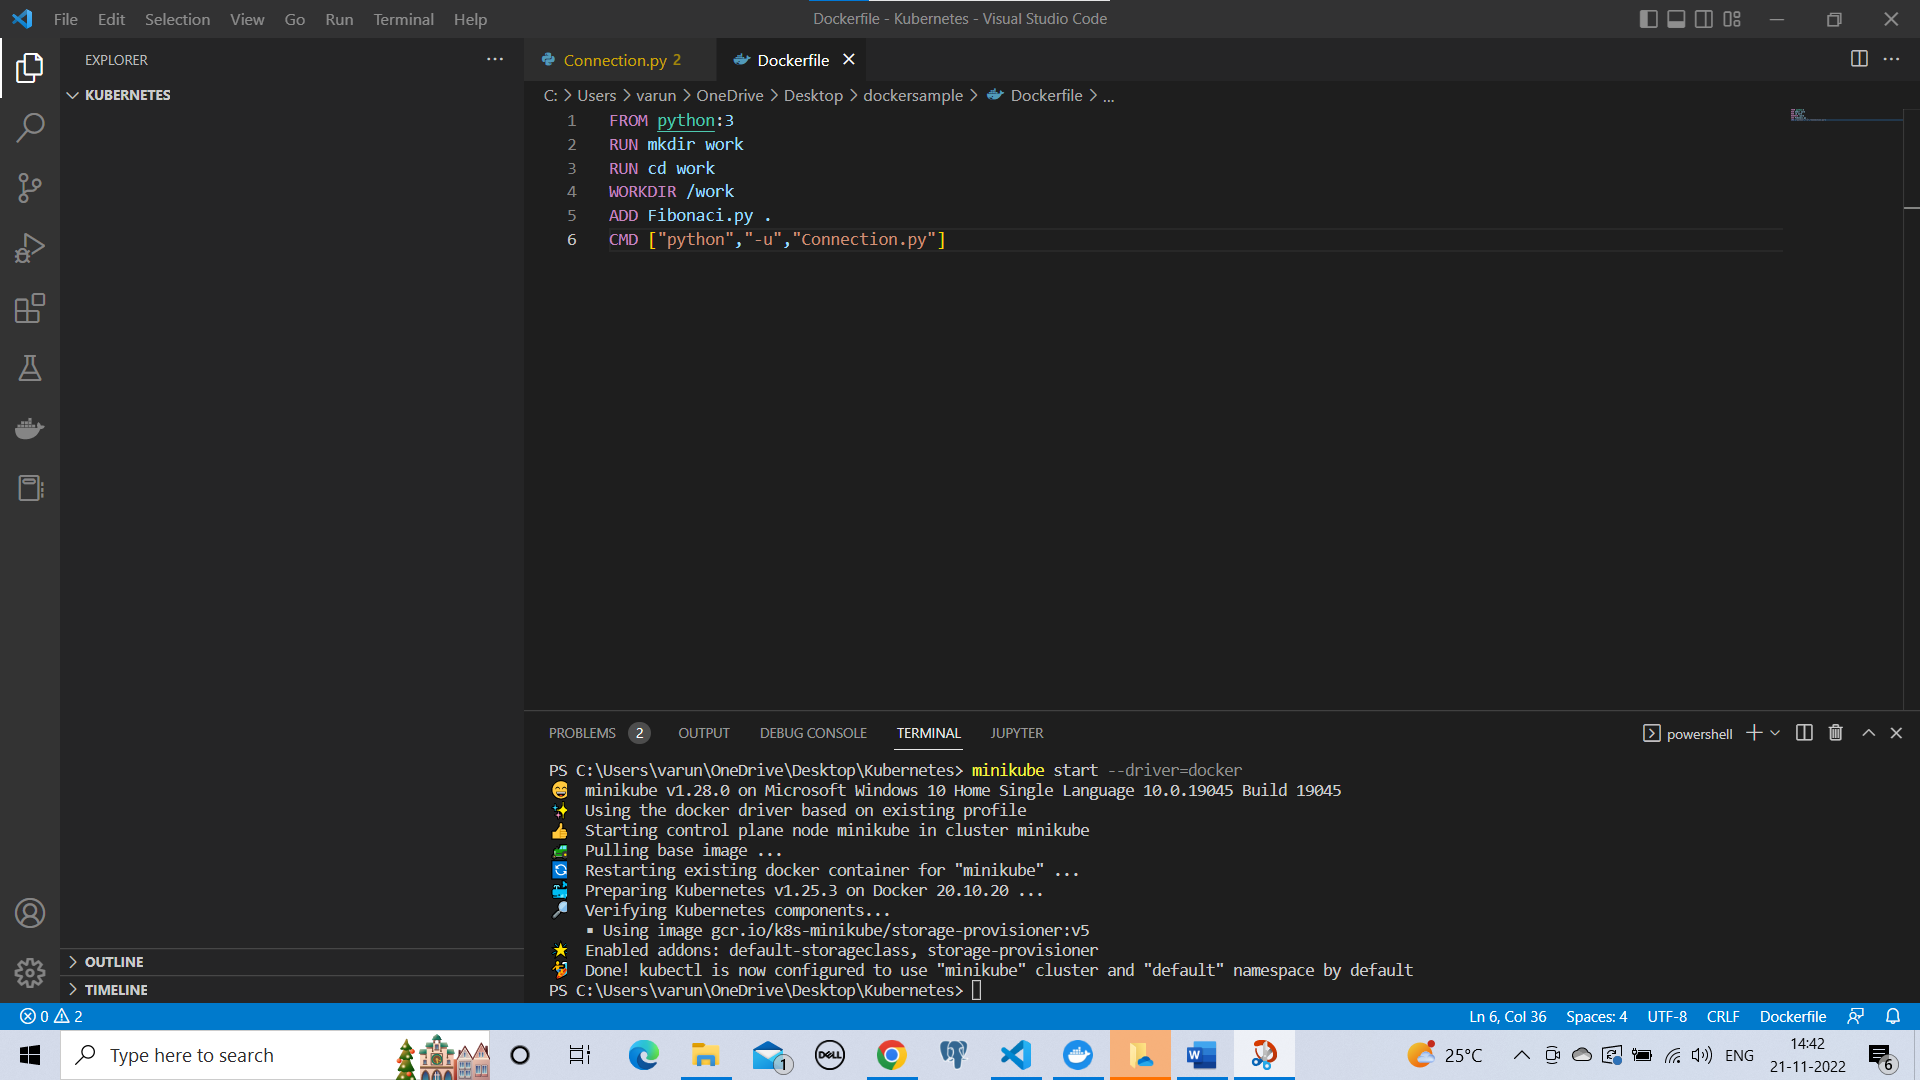 File Edit Selection View Go Run Terminal Help
Dockerfile - Kubernetes - Visual Studio Code
EXPLORER
KUBERNETES
OUTLINE
TIMELINE
Connection.py 2
Dockerfile
C: > Users > varun > OneDrive > Desktop > dockersample > Dockerfile > ...
1 FROM python:3
2 RUN mkdir work
3 RUN cd work
4 WORKDIR /work
5 ADD Fibonaci.py .
6 CMD ["python","-u","Connection.py"]
PROBLEMS 2 OUTPUT DEBUG CONSOLE TERMINAL JUPYTER
powershell
PS C:\Users\varun\OneDrive\Desktop\Kubernetes> minikube start --driver=docker
minikube v1.28.0 on Microsoft Windows 10 Home Single Language 10.0.19045 Build 19045
Using the docker driver based on existing profile
Starting control plane node minikube in cluster minikube
Pulling base image ...
Restarting existing docker container for "minikube" ...
Preparing Kubernetes v1.25.3 on Docker 20.10.20 ...
Verifying Kubernetes components...
▪ Using image gcr.io/k8s-minikube/storage-provisioner:v5
Enabled addons: default-storageclass, storage-provisioner
Done! kubectl is now configured to use "minikube" cluster and "default" namespace by default
PS C:\Users\varun\OneDrive\Desktop\Kubernetes>
0 2
Ln 6, Col 36 Spaces: 4 UTF-8 CRLF Dockerfile
Type here to search
1
DELL
W
25°C
ENG
14:42
21-11-2022
6